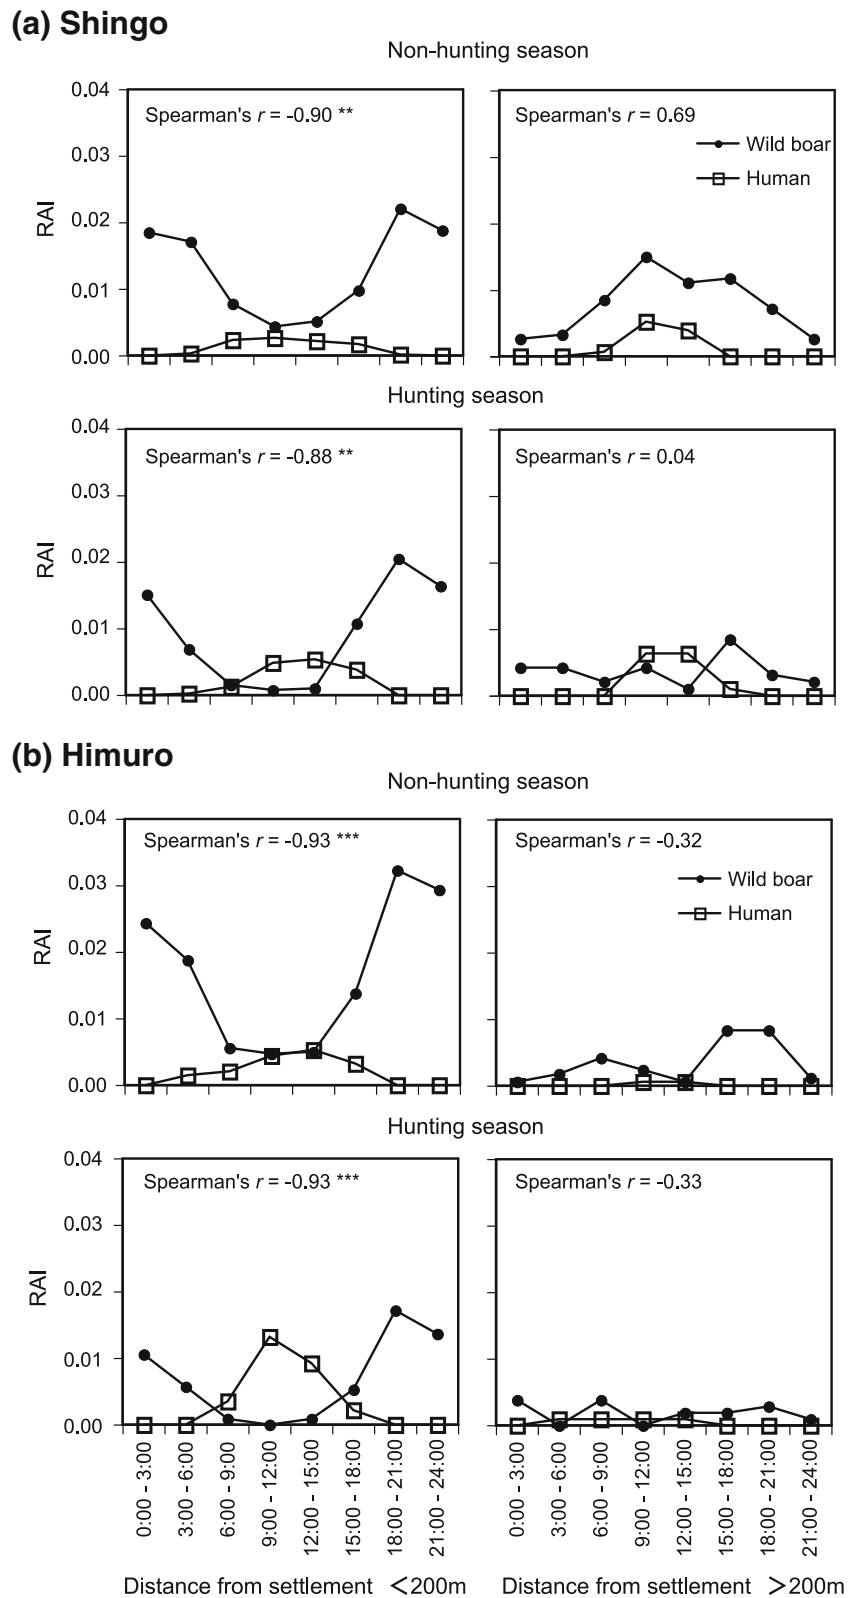 (a) Shingo
Non-hunting season
Spearman's r = -0.90 **
Spearman's r = 0.69
Wild boar
Human
RAI
0.04
0.03
0.02
0.01
0.00
Hunting season
Spearman's r = -0.88 **
Spearman's r = 0.04
RAI
0.04
0.03
0.02
0.01
0.00
(b) Himuro
Non-hunting season
Spearman's r = -0.93 ***
Spearman's r = -0.32
Wild boar
Human
RAI
0.04
0.03
0.02
0.01
0.00
Hunting season
Spearman's r = -0.93 ***
Spearman's r = -0.33
RAI
0.04
0.03
0.02
0.01
0.00
0:00 - 3:00
3:00 - 6:00
6:00 - 9:00
9:00 - 12:00
12:00 - 15:00
15:00 - 18:00
18:00 - 21:00
21:00 - 24:00
0:00 - 3:00
3:00 - 6:00
6:00 - 9:00
9:00 - 12:00
12:00 - 15:00
15:00 - 18:00
18:00 - 21:00
21:00 - 24:00
Distance from settlement <200m
Distance from settlement >200m